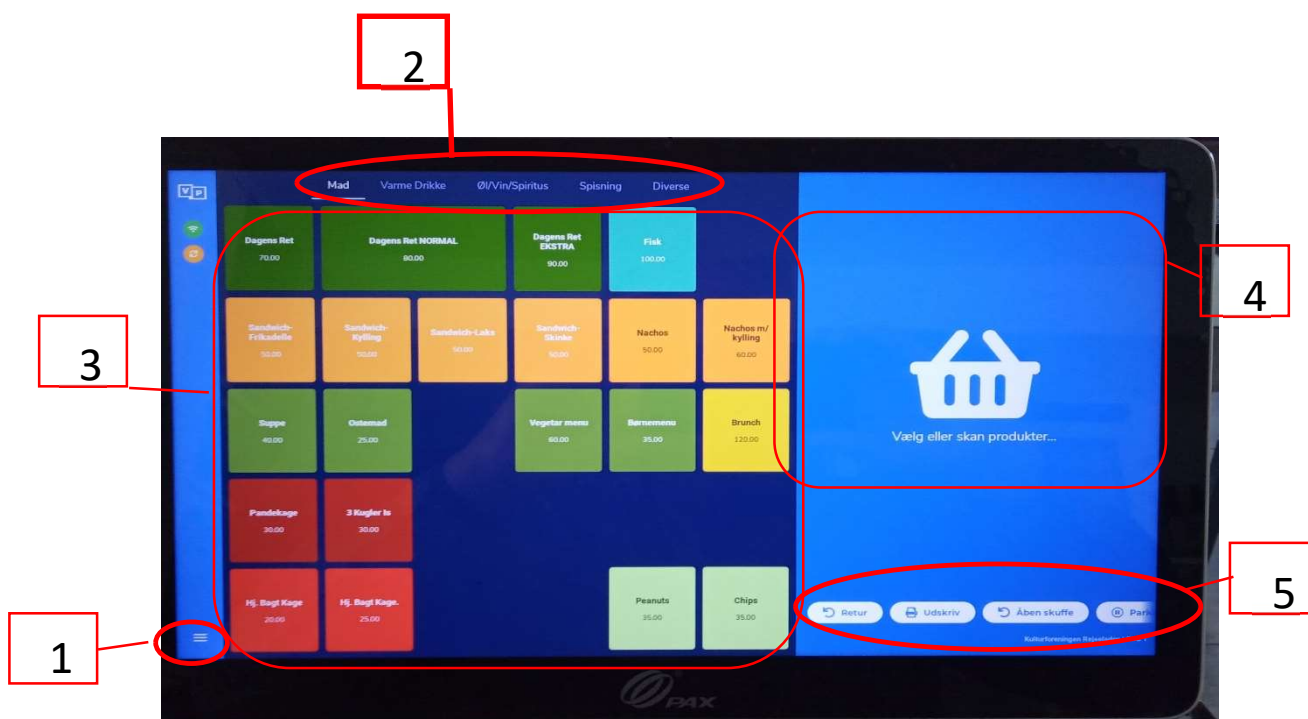 2
V P
Mad Varme Drikke Øl/Vin/Spiritus Spisning Diverse
Dagens Ret
70.00
Dagens Ret NORMAL
80.00
Dagens Ret
EKSTRA
90.00
Fisk
100.00
4
3
Sandwich-
Frikadelle
50.00
Sandwich-
Kylling
50.00
Sandwich-Laks
50.00
Sandwich-
Skinke
50.00
Nachos
50.00
Nachos m/
kylling
60.00
Suppe
40.00
Ostemad
25.00
Vegetar menu
60.00
Børnemenu
35.00
Brunch
120.00
Vælg eller skan produkter...
Pandekage
30.00
3 Kugler Is
30.00
Hj. Bagt Kage
20.00
Hj. Bagt Kage.
25.00
Peanuts
35.00
Chips
35.00
5
Retur Udskriv Åben skuffe
Kulturforeningen
1
PAX